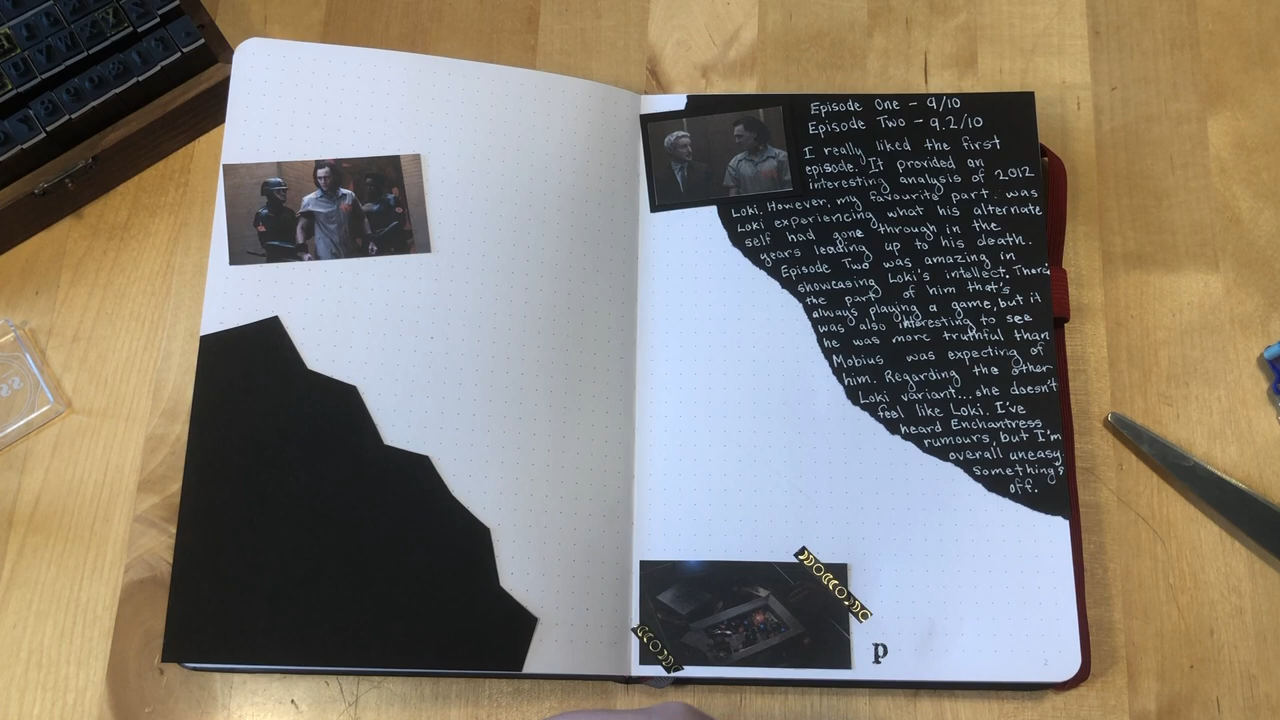 Episode One - 9/10
Episode Two - 9.2/10
I really liked the first
episode. It provided an
interesting analysis of 2012
Loki. However, my favourite part was
Loki experiencing what his alternate
self had gone through in the
years leading up to his death.
Episode Two was amazing in
showcasing Loki's intellect. There's
the part of him that's
always playing a game, but it
was also interesting to see
he was more truthful than
Mobius was expecting of
him. Regarding the other
Loki variant... she doesn't
feel like Loki. I've
heard Enchantress
rumours, but I'm
overall uneasy.
Something's
off.
p
2